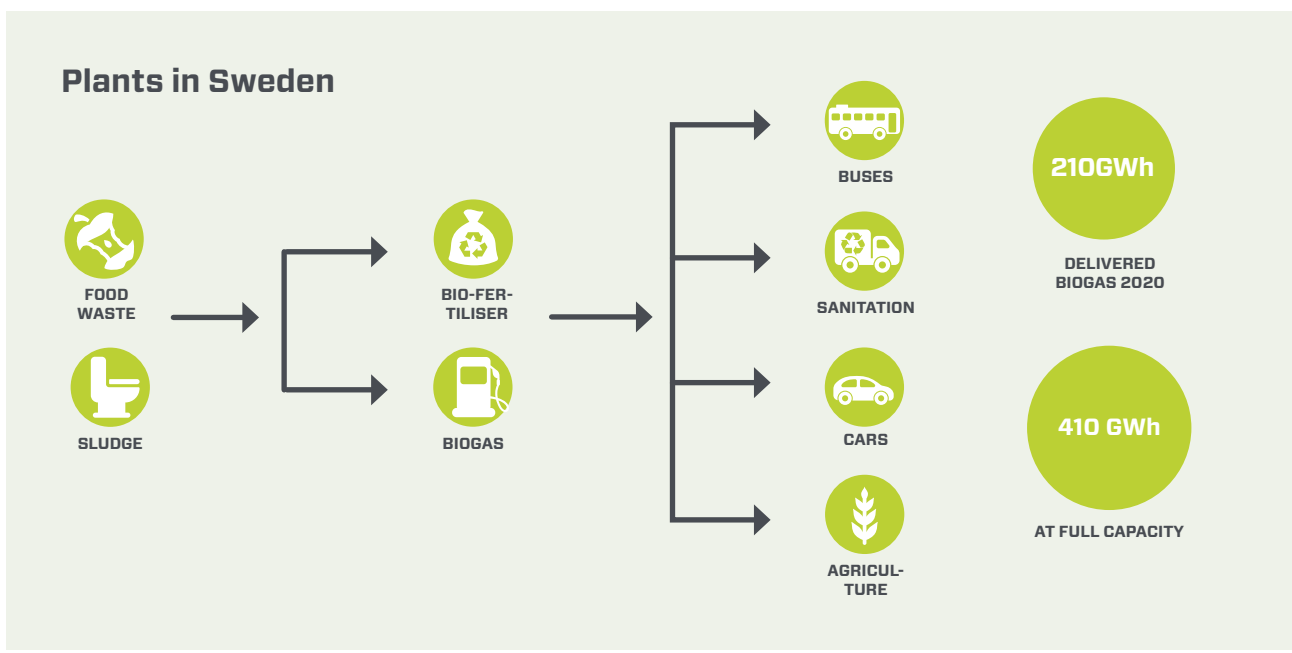 Plants in Sweden
FOOD
WASTE
SLUDGE
BIO-FER-
TILISER
BIOGAS
BUSES
SANITATION
CARS
AGRICUL-
TURE
210GWh
DELIVERED
BIOGAS 2020
410 GWh
AT FULL CAPACITY